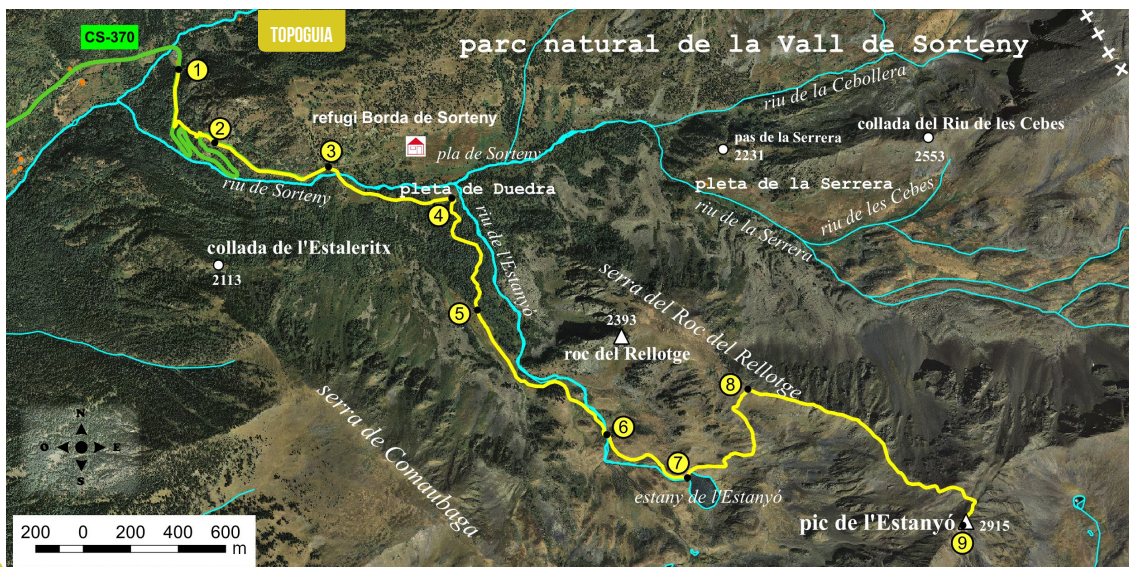 CS-370
TOPOGUIA
parc natural de la Vall de Sorteny
1
riu de la Cebollera
2
refugi Borda de Sorteny
pas de la Serrera
2231
collada del Riu de les Cebes
2553
3
pla de Sorteny
riu de Sorteny
pleta de Duedra
pleta de la Serrera
4
riu de l'Estanyó
riu de la Serrera
riu de les Cebes
collada de l'Estaleritx
2113
5
serra del Roc del Rellotge
2393
roc del Rellotge
8
serra de Comaubaga
6
7
estany de l'Estanyó
N
O E
S
pic de l'Estanyó
2915
9
200 0 200 400 600
m